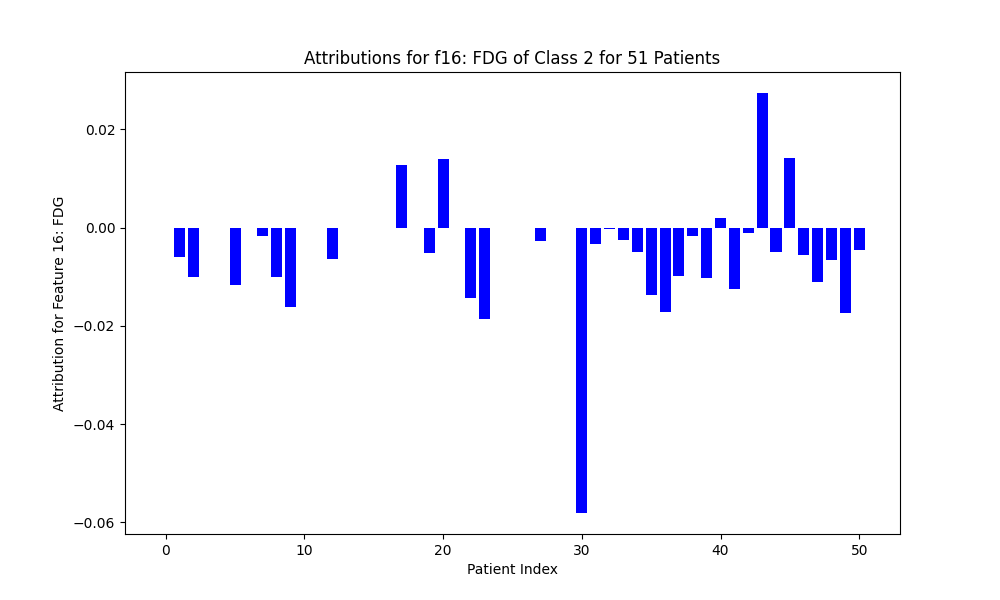 Attributions for f16: FDG of Class 2 for 51 Patients
Attribution for Feature 16: FDG
0.02
0.00
−0.02
−0.04
−0.06
0 10 20 30 40 50
Patient Index